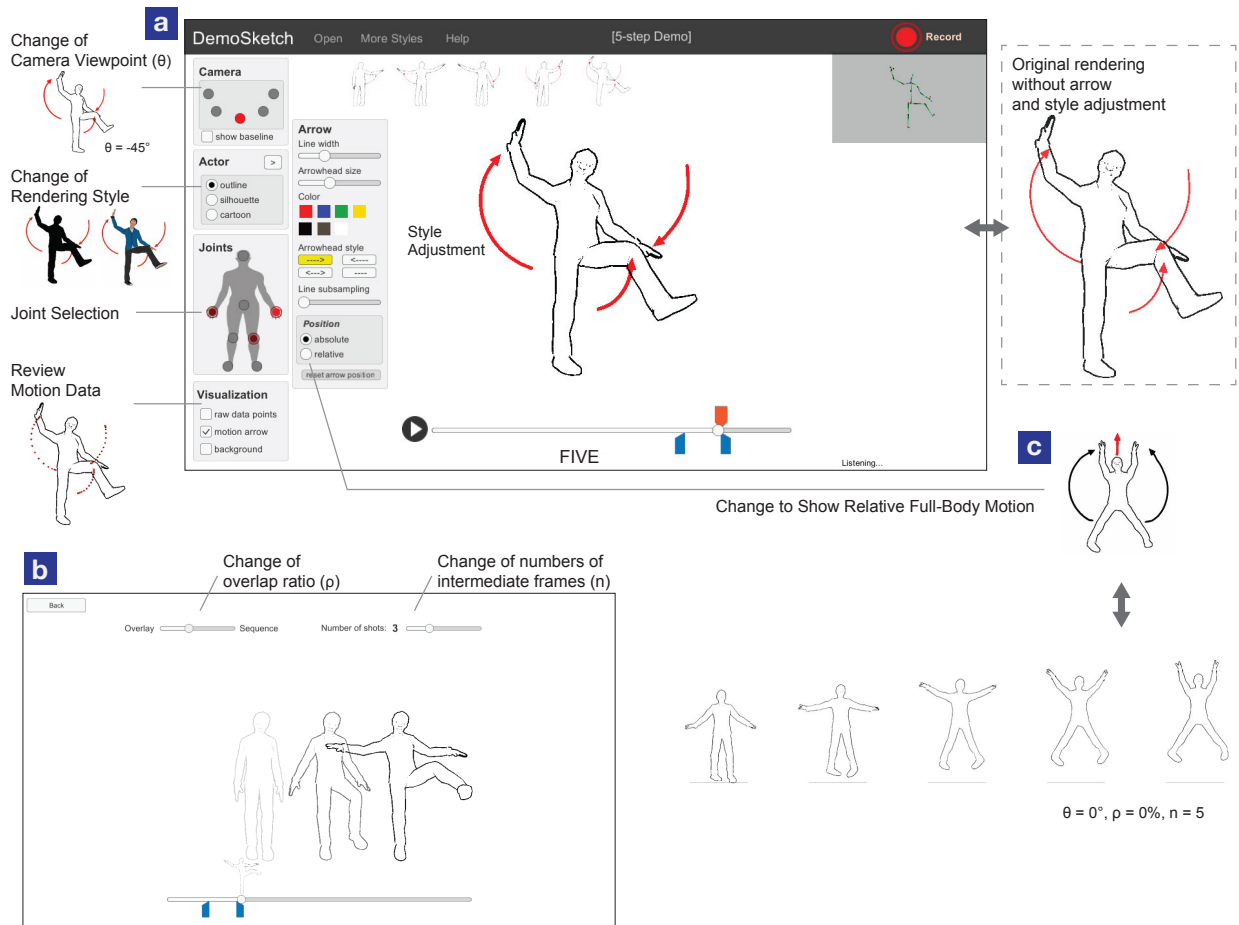 a
DemoSketch Open More Styles Help [5-step Demo] Record
Change of
Camera Viewpoint (θ)
θ = -45°
Change of
Rendering Style
Joint Selection
Review
Motion Data
Camera
show baseline
Actor >
outline
silhouette
cartoon
Joints
Visualization
raw data points
motion arrow
background
Arrow
Line width
Arrowhead size
Color
Arrowhead style
----> <----
<---> ----
Line subsampling
Position
absolute
relative
reset arrow position
Style
Adjustment
FIVE
Listening...
Original rendering
without arrow
and style adjustment
c
Change to Show Relative Full-Body Motion
b
Change of
overlap ratio (ρ)
Change of numbers of
intermediate frames (n)
Back
Overlay Sequence Number of shots: 3
θ = 0°, ρ = 0%, n = 5